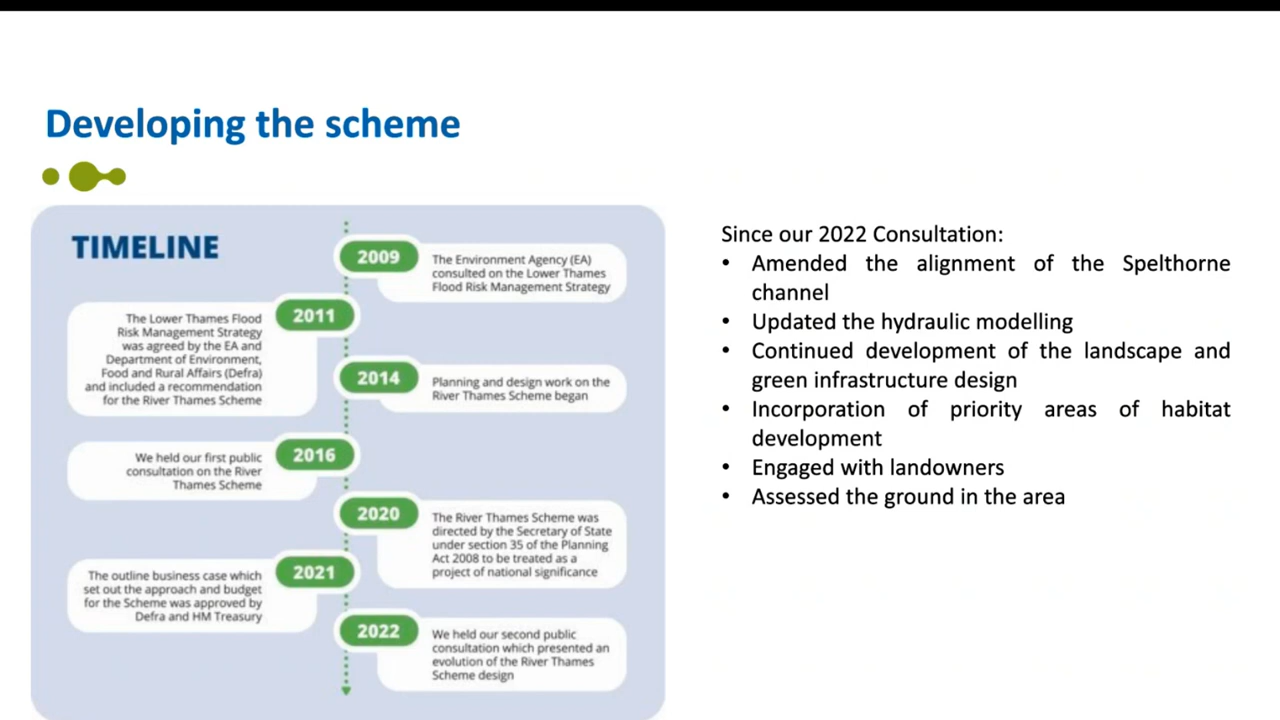 Developing the scheme
TIMELINE
2009
The Environment Agency (EA)
consulted on the Lower Thames
Flood Risk Management Strategy
2011
The Lower Thames Flood
Risk Management Strategy
was agreed by the EA and
Department of Environment,
Food and Rural Affairs (Defra)
and included a recommendation
for the River Thames Scheme
2014
Planning and design work on the
River Thames Scheme began
2016
We held our first public
consultation on the River
Thames Scheme
2020
The River Thames Scheme was
directed by the Secretary of State
under section 35 of the Planning
Act 2008 to be treated as a
project of national significance
2021
The outline business case which
set out the approach and budget
for the Scheme was approved by
Defra and HM Treasury
2022
We held our second public
consultation which presented an
evolution of the River Thames
Scheme design
Since our 2022 Consultation:
• Amended the alignment of the Spelthorne
channel
• Updated the hydraulic modelling
• Continued development of the landscape and
green infrastructure design
• Incorporation of priority areas of habitat
development
• Engaged with landowners
• Assessed the ground in the area